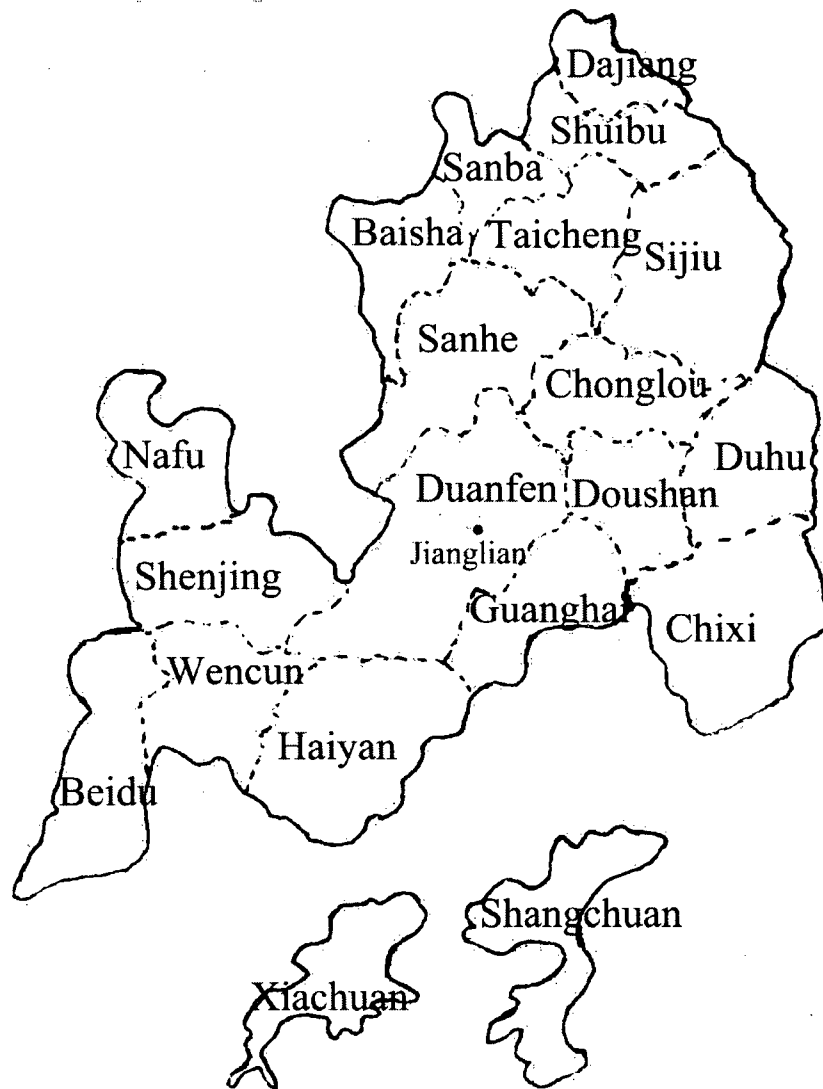 Dajiang
Shuibu
Sanba
Baisha
Taicheng
Sijiu
Sanhe
Chonglou
Nafu
Duhu
Duanfen
Doushan
Jianglian
Shenjing
Guanghai
Chixi
Wencun
Haiyan
Beidu
Shangchuan
Xiachuan